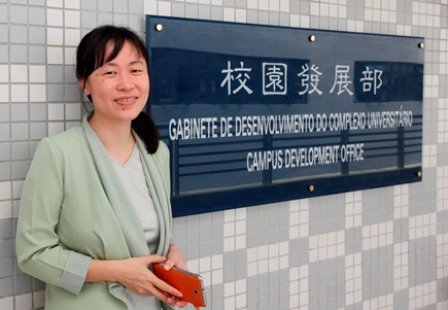 校園發展部
GABINETE DE DESENVOLVIMENTO DO COMPLEXO UNIVERSITÁRIO
CAMPUS DEVELOPMENT OFFICE